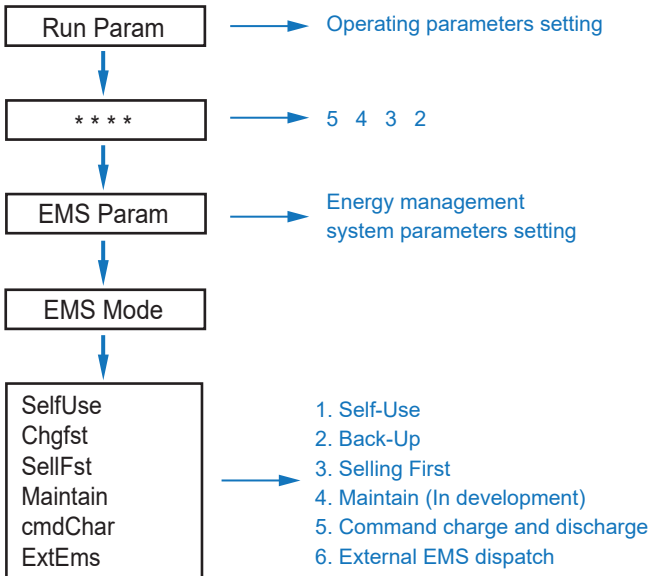 Run Param
Operating parameters setting
* * * *
5 4 3 2
EMS Param
Energy management
system parameters setting
EMS Mode
SelfUse
Chgfst
SellFst
Maintain
cmdChar
ExtEms
1. Self-Use
2. Back-Up
3. Selling First
4. Maintain (In development)
5. Command charge and discharge
6. External EMS dispatch